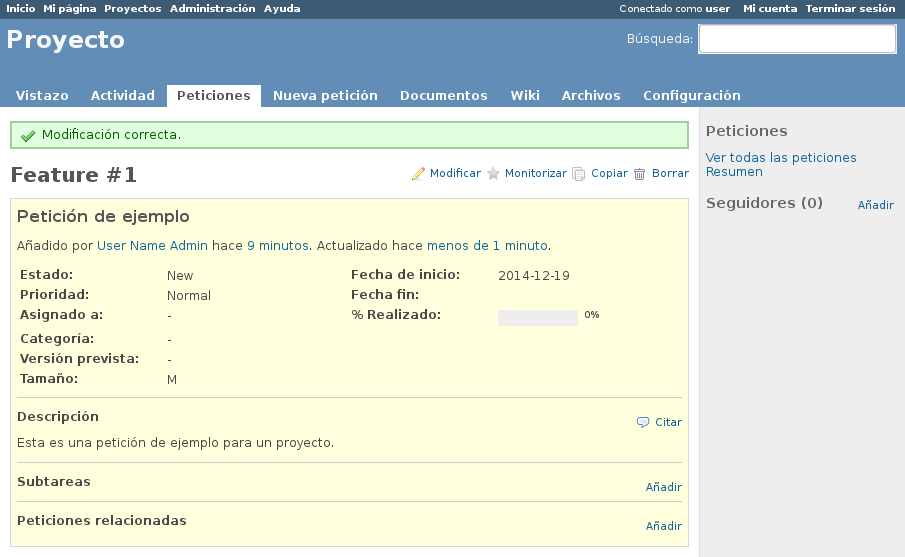 Inicio Mi página Proyectos Administración Ayuda Conectado como user Mi cuenta Terminar sesión
Proyecto Búsqueda:
Vistazo Actividad Peticiones Nueva petición Documentos Wiki Archivos Configuración
Modificación correcta.
Feature #1 Modificar Monitorizar Copiar Borrar
Petición de ejemplo
Añadido por User Name Admin hace 9 minutos. Actualizado hace menos de 1 minuto.
Estado: New Fecha de inicio: 2014-12-19
Prioridad: Normal Fecha fin:
Asignado a: - % Realizado: 0%
Categoría: -
Versión prevista: -
Tamaño: M
Descripción Citar
Esta es una petición de ejemplo para un proyecto.
Subtareas Añadir
Peticiones relacionadas Añadir
Peticiones
Ver todas las peticiones
Resumen
Seguidores (0) Añadir